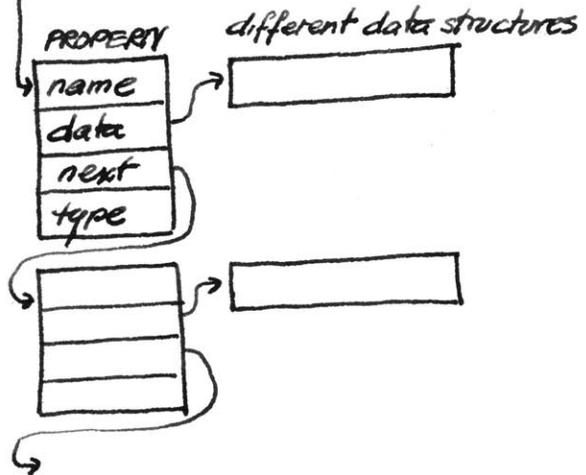 PROPERTY
different data structures
name
data
next
type